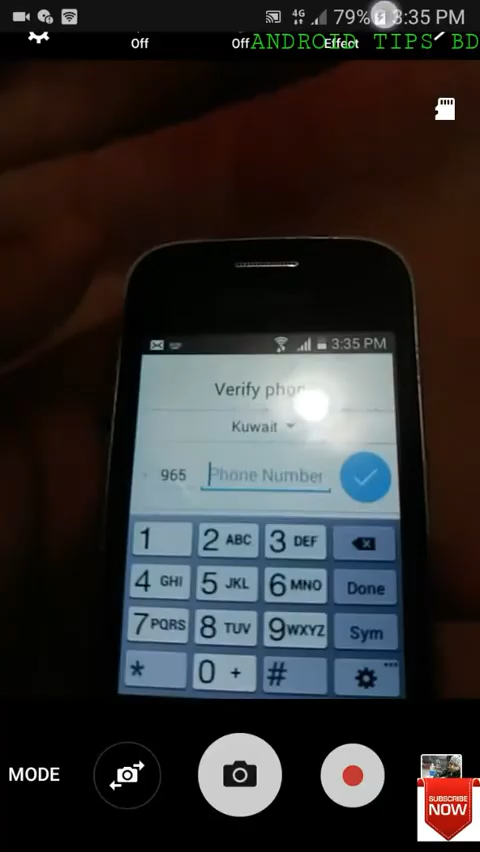 4G 79% 3:35 PM
Off Off Effect
ANDROID TIPS BD
3:35 PM
Verify phon
Kuwait
965 Phone Number
1 2 ABC 3 DEF
4 GHI 5 JKL 6 MNO Done
7 PQRS 8 TUV 9 WXYZ Sym
* 0 + #
MODE
SUBSCRIBE
NOW